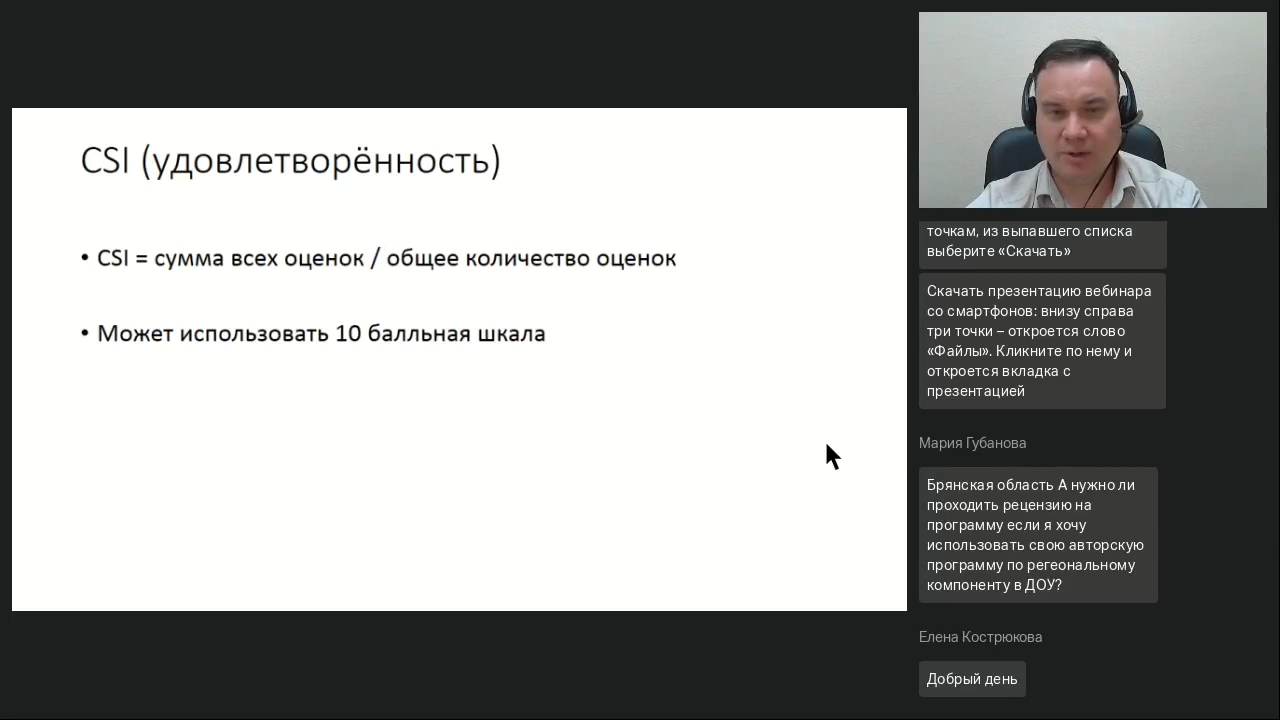 CSI (удовлетворённость)
• CSI = сумма всех оценок / общее количество оценок
• Может использовать 10 балльная шкала
точкам, из выпавшего списка
выберите «Скачать»
Скачать презентацию вебинара
со смартфонов: внизу справа
три точки – откроется слово
«Файлы». Кликните по нему и
откроется вкладка с
презентацией
Мария Губанова
Брянская область А нужно ли
проходить рецензию на
программу если я хочу
использовать свою авторскую
программу по регеональному
компоненту в ДОУ?
Елена Кострюкова
Добрый день